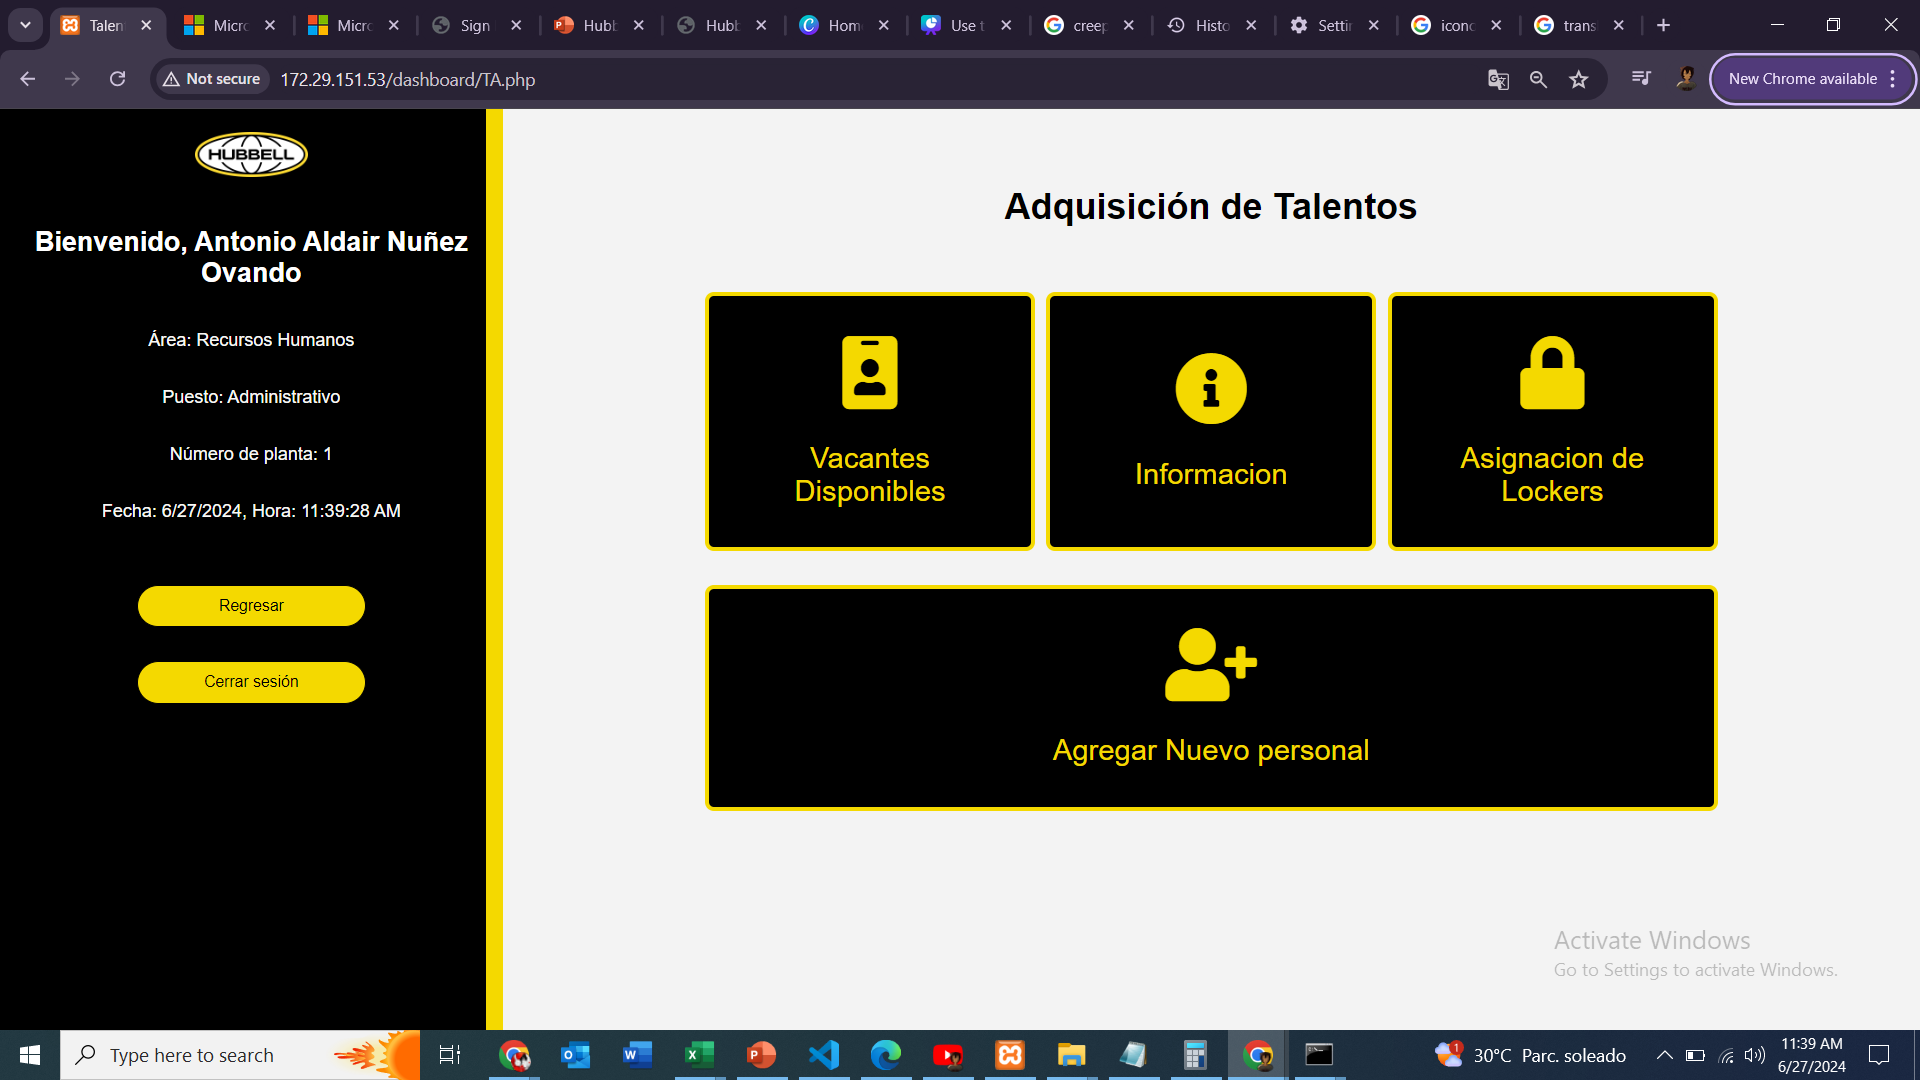 Talen
Micro
Micro
Sign
Hubb
Hubb
Home
Use t
creep
Histo
Settin
icono
trans
Not secure
172.29.151.53/dashboard/TA.php
New Chrome available
HUBBELL
Bienvenido, Antonio Aldair Nuñez
Ovando
Área: Recursos Humanos
Puesto: Administrativo
Número de planta: 1
Fecha: 6/27/2024, Hora: 11:39:28 AM
Regresar
Cerrar sesión
Adquisición de Talentos
Vacantes
Disponibles
Informacion
Asignacion de
Lockers
Agregar Nuevo personal
Activate Windows
Go to Settings to activate Windows.
Type here to search
30°C Parc. soleado
11:39 AM
6/27/2024